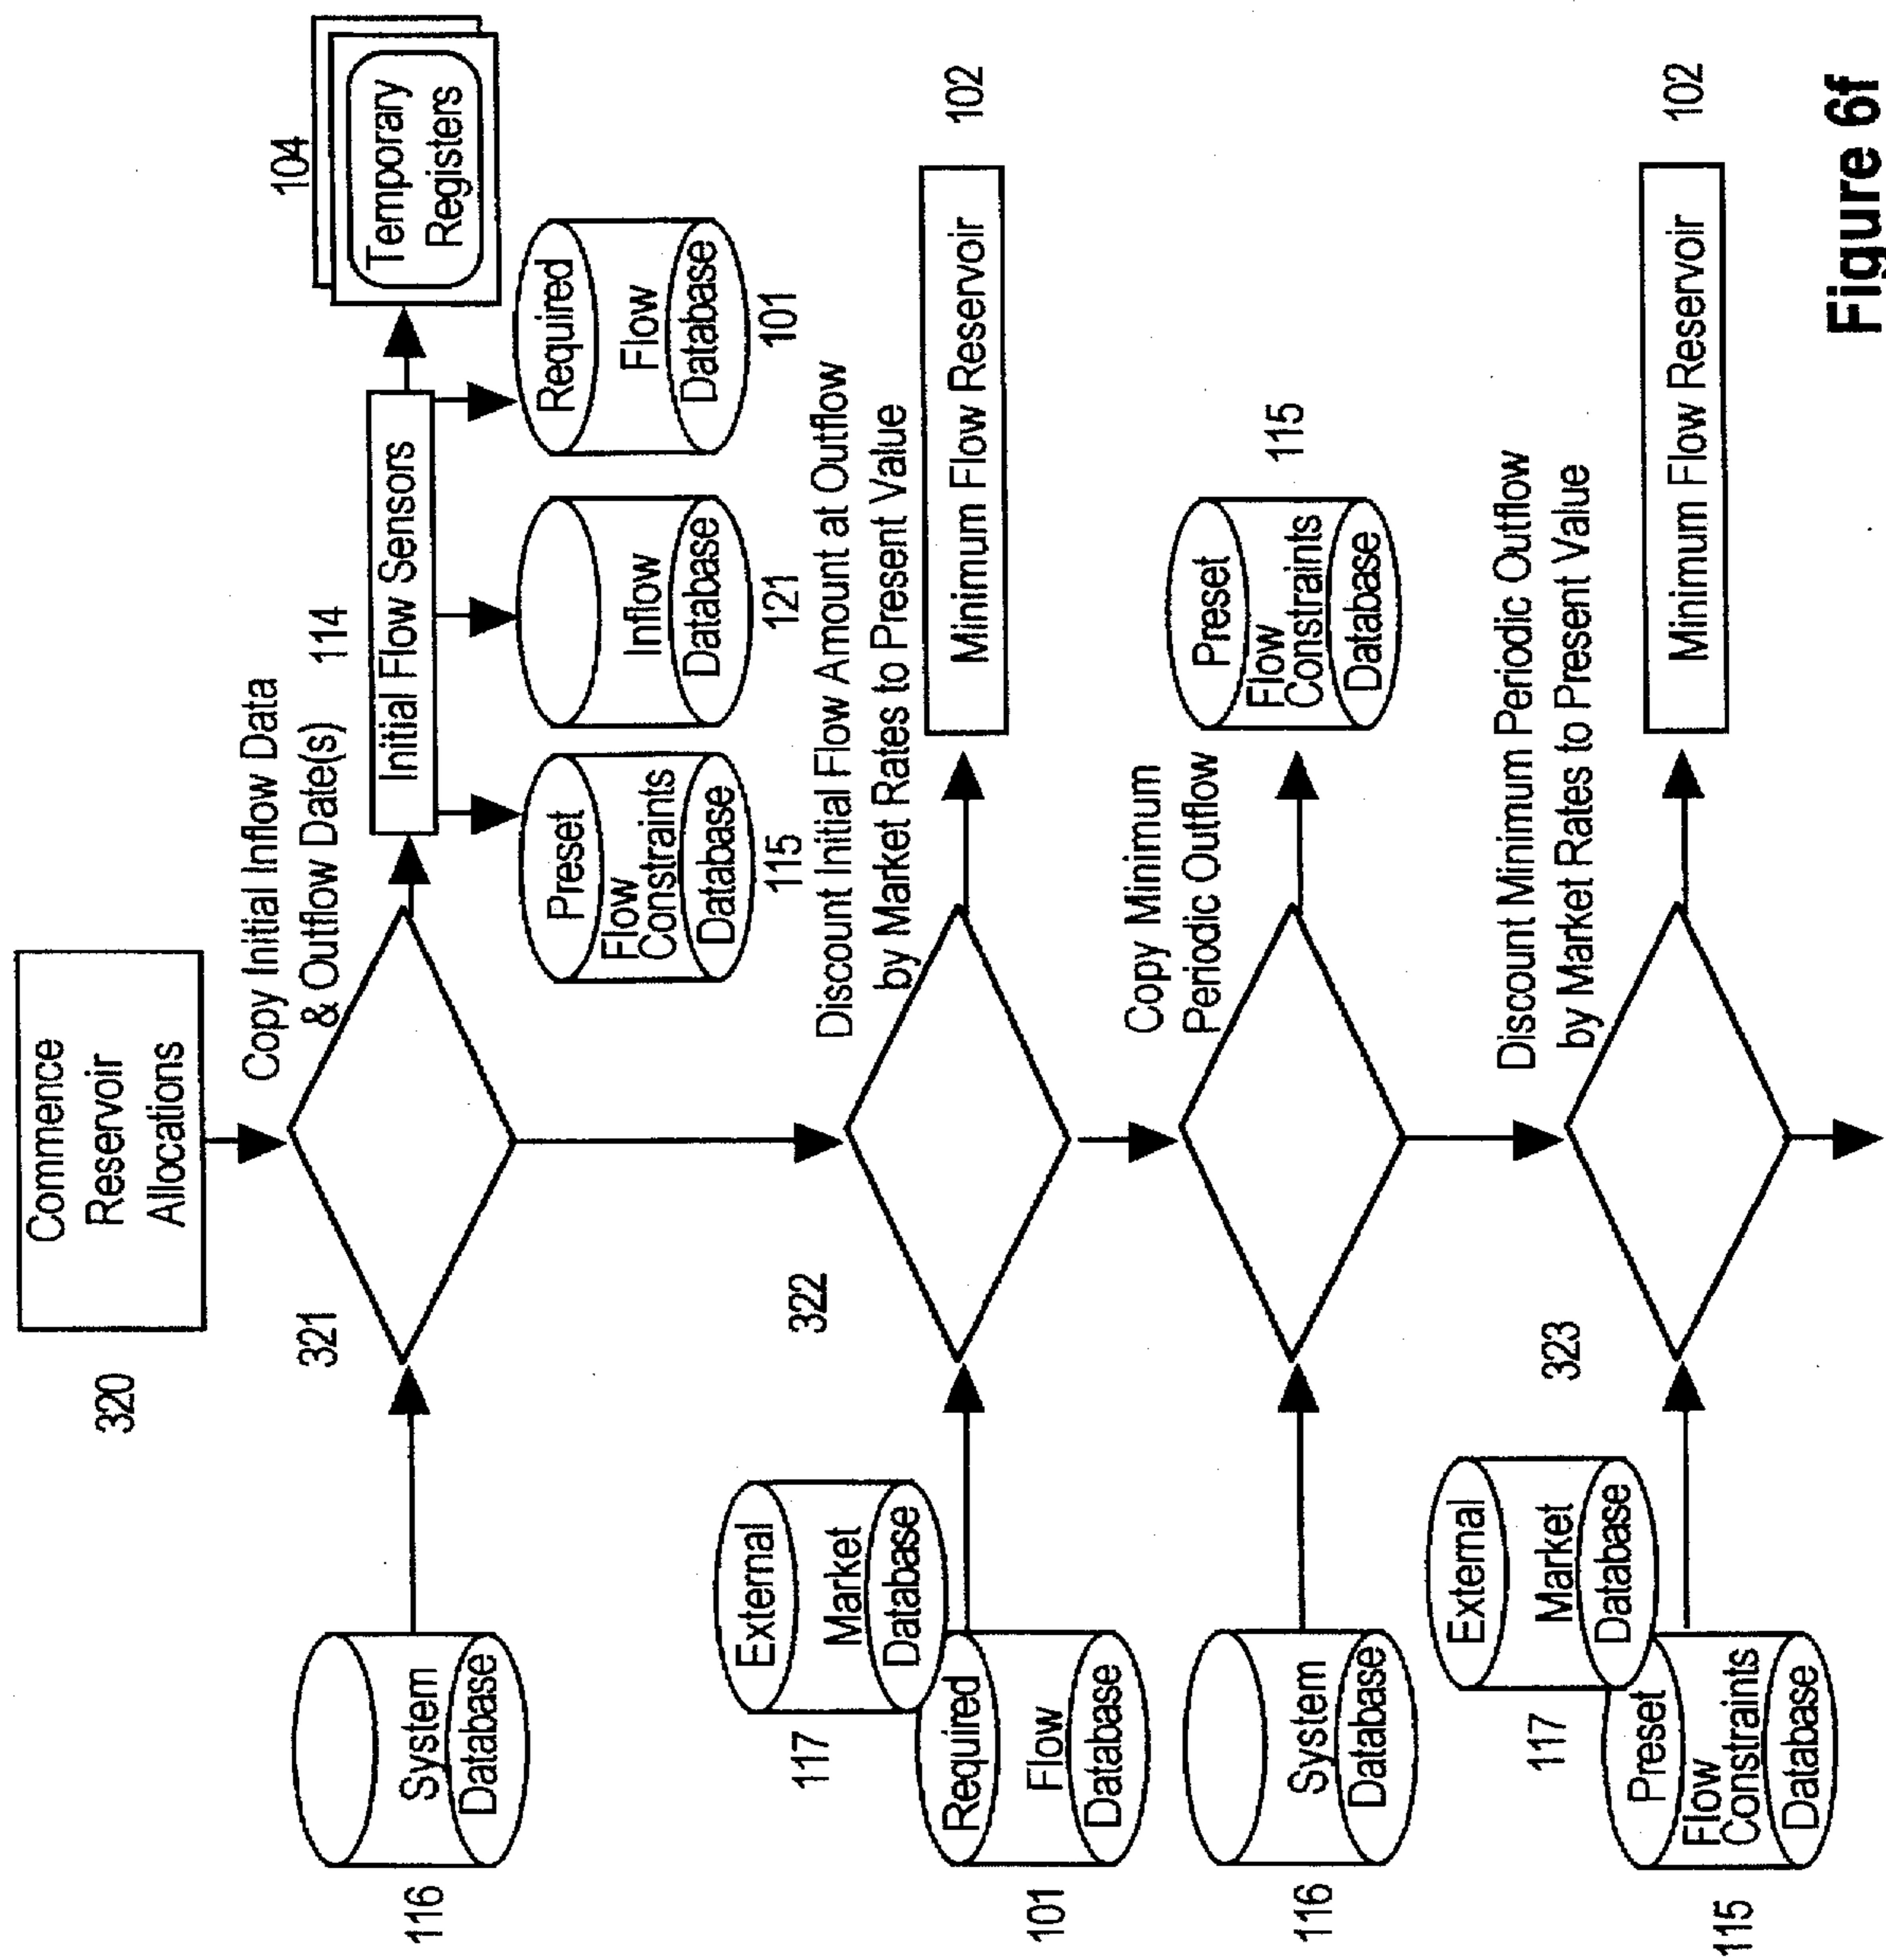 320
Commence
Reservoir
Allocations
321
Copy Initial Inflow Data
& Outflow Date(s)
114
104
Temporary
Registers
116
System
Database
Initial Flow Sensors
Preset
Flow
Constraints
Database
115
Inflow
Database
121
Required
Flow
Database
101
322
Discount Initial Flow Amount at Outflow
by Market Rates to Present Value
117
External
Market
Database
Required
Flow
Database
101
Minimum Flow Reservoir
102
Copy Minimum
Periodic Outflow
116
System
Database
Preset
Flow
Constraints
Database
115
323
Discount Minimum Periodic Outflow
by Market Rates to Present Value
117
External
Market
Database
Preset
Flow
Constraints
Database
115
Minimum Flow Reservoir
102
Figure 6f